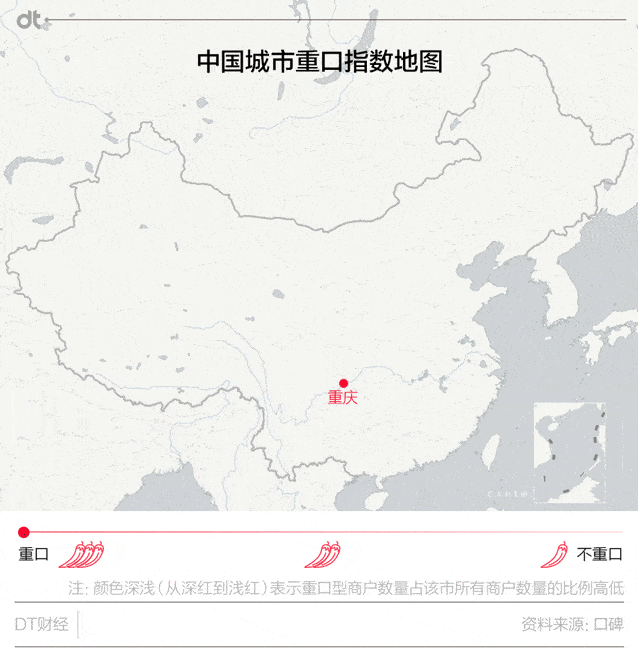 dt
中国城市重口指数地图
重庆
重口
不重口
注：颜色深浅（从深红到浅红）表示重口型商户数量占该市所有商户数量的比例高低
DT财经
资料来源：口碑